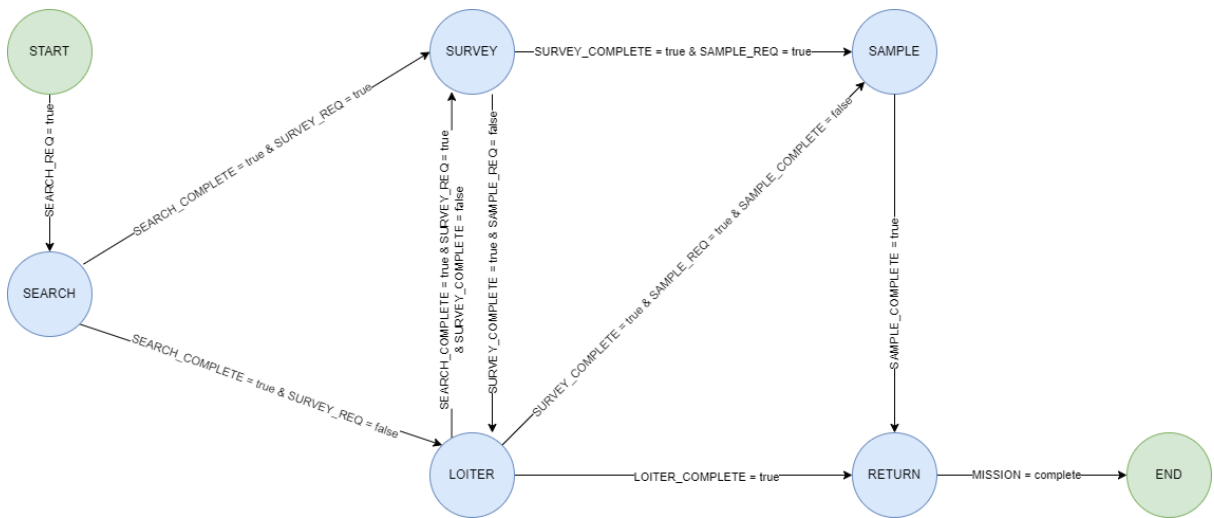 START
SURVEY
SURVEY_COMPLETE = true & SAMPLE_REQ = true
SAMPLE
SEARCH_REQ = true
SEARCH_COMPLETE = true & SURVEY_REQ = true
SEARCH_COMPLETE = true & SURVEY_REQ = true
& SURVEY_COMPLETE = false
SURVEY_COMPLETE = true & SAMPLE_REQ = false
SURVEY_COMPLETE = true & SAMPLE_REQ = true & SAMPLE_COMPLETE = false
SAMPLE_COMPLETE = true
SEARCH
SEARCH_COMPLETE = true & SURVEY_REQ = false
LOITER
LOITER_COMPLETE = true
RETURN
MISSION = complete
END